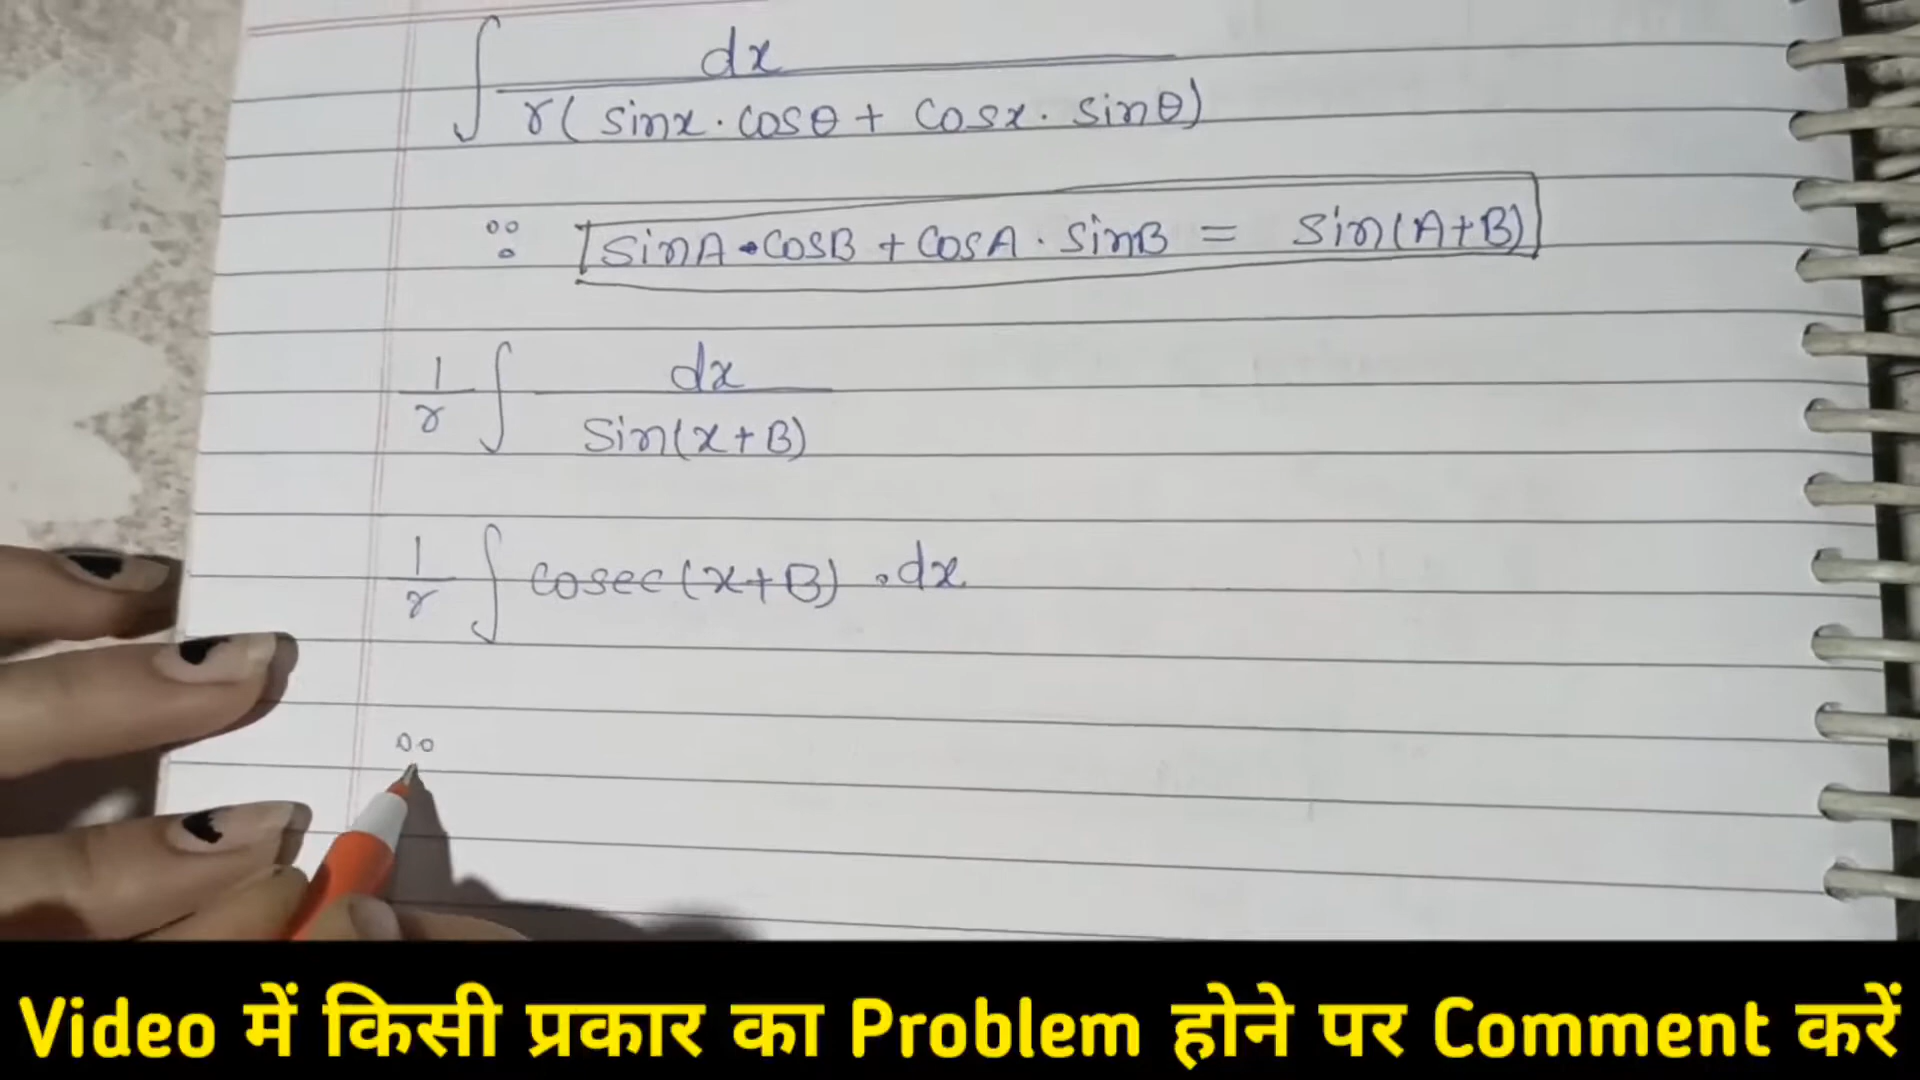 ∫ dx / r( sinx · cosθ + cosx · sinθ)
∵ sinA · cosB + cosA · sinB = sin(A+B)
1/r ∫ dx / Sin(x+B)
1/r ∫ cosec(x+B) · dx
Video में किसी प्रकार का Problem होने पर Comment करें